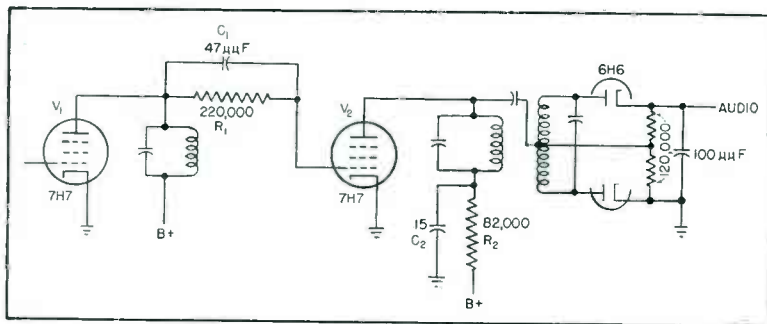 C₁
47µµF
220,000
R₁
V₁
7H7
B+
V₂
7H7
15
C₂
82,000
R₂
B+
6H6
AUDIO
120,000
100µµF